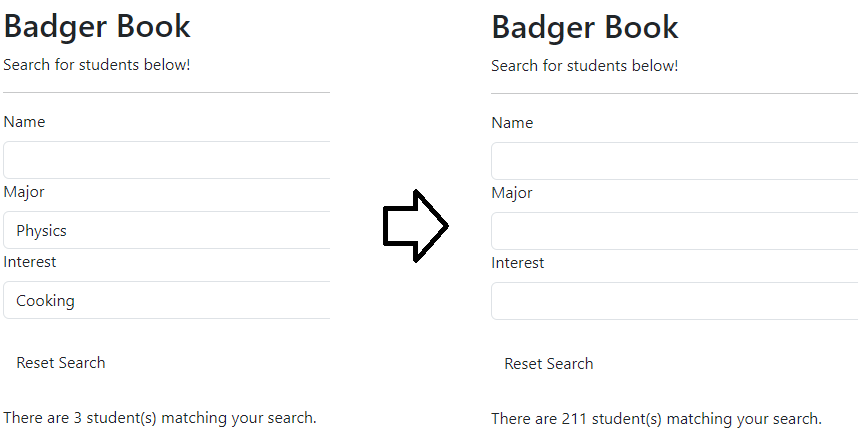 Badger Book
Search for students below!
Name
Major
Physics
Interest
Cooking
Reset Search
There are 3 student(s) matching your search.
Badger Book
Search for students below!
Name
Major
Interest
Reset Search
There are 211 student(s) matching your search.